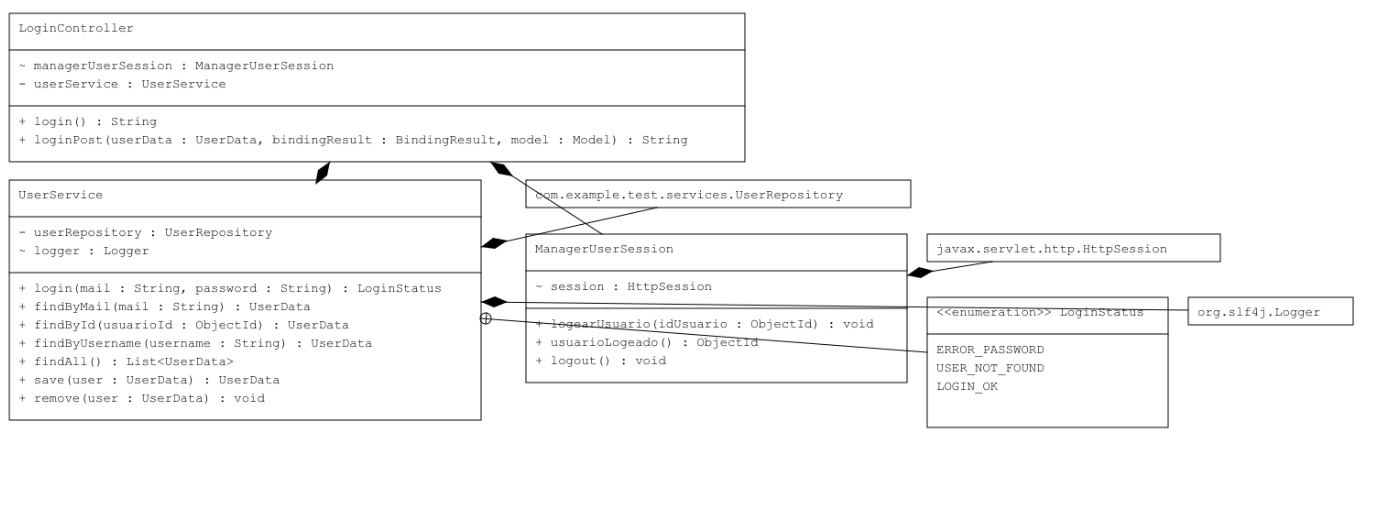 LoginController
~ managerUserSession : ManagerUserSession
- userService : UserService
+ login() : String
+ loginPost(userData : UserData, bindingResult : BindingResult, model : Model) : String
UserService
- userRepository : UserRepository
~ logger : Logger
+ login(mail : String, password : String) : LoginStatus
+ findByMail(mail : String) : UserData
+ findById(usuarioId : ObjectId) : UserData
+ findByUsername(username : String) : UserData
+ findAll() : List<UserData>
+ save(user : UserData) : UserData
+ remove(user : UserData) : void
com.example.test.services.UserRepository
ManagerUserSession
~ session : HttpSession
+ logearUsuario(idUsuario : ObjectId) : void
+ usuarioLogeado() : ObjectId
+ logout() : void
javax.servlet.http.HttpSession
<<enumeration>> LoginStatus
ERROR_PASSWORD
USER_NOT_FOUND
LOGIN_OK
org.slf4j.Logger